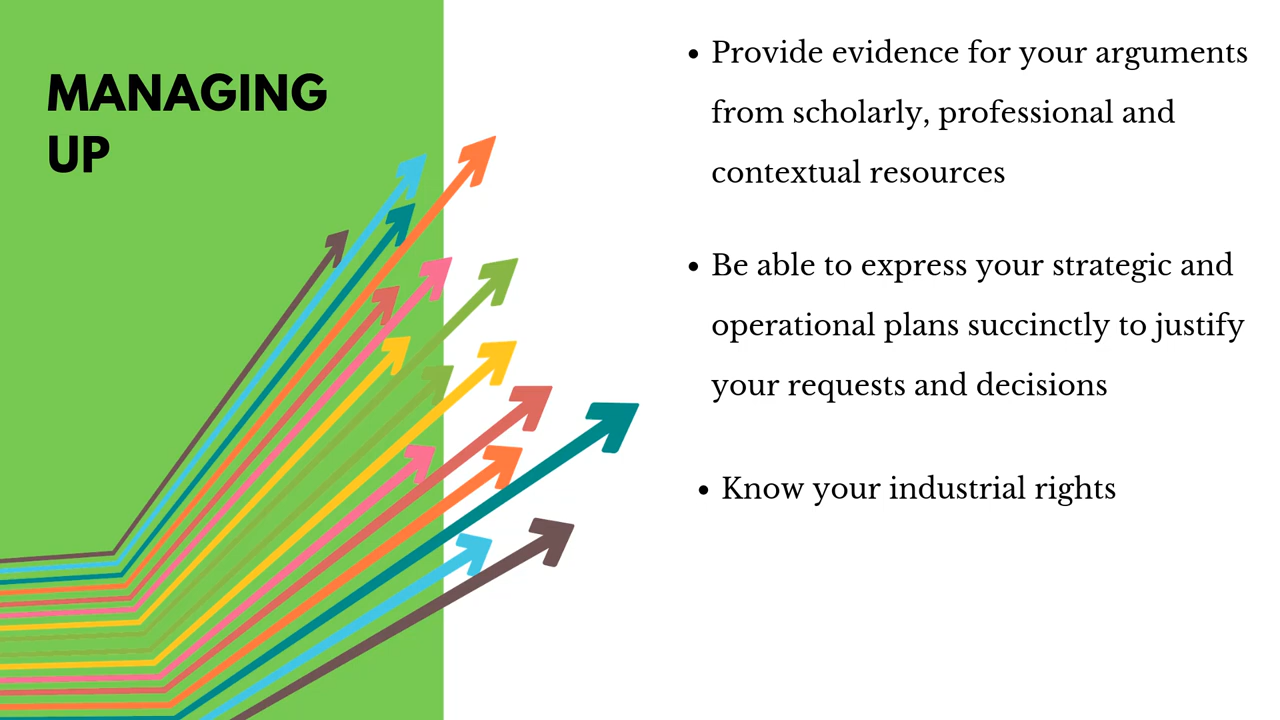 MANAGING
UP
• Provide evidence for your arguments
from scholarly, professional and
contextual resources
• Be able to express your strategic and
operational plans succinctly to justify
your requests and decisions
• Know your industrial rights